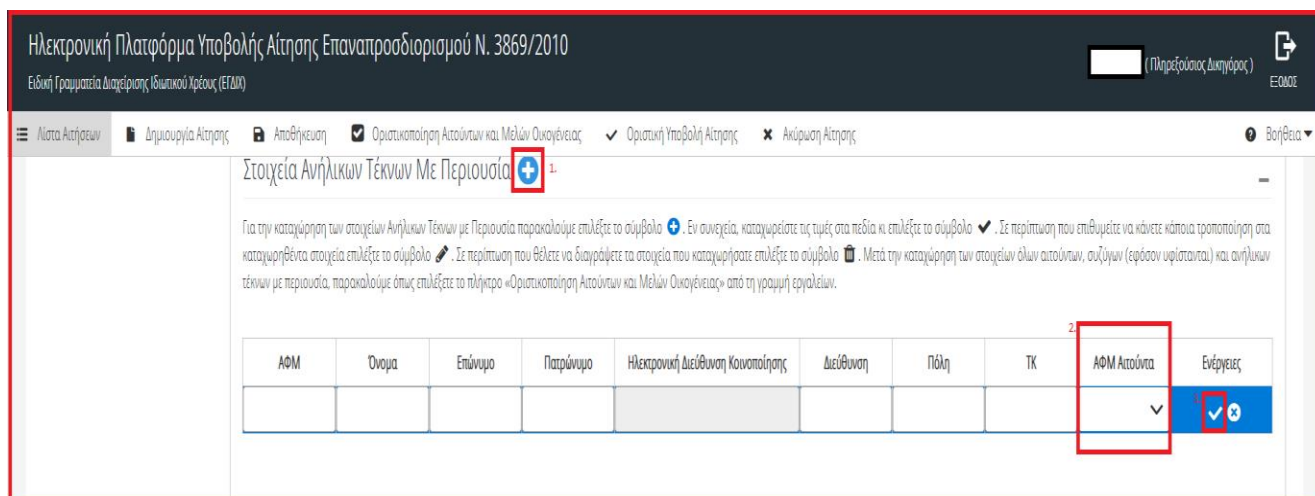 Ηλεκτρονική Πλατφόρμα Υποβολής Αίτησης Επαναπροσδιορισμού Ν. 3869/2010
Ειδική Γραμματεία Διαχείρισης Ιδιωτικού Χρέους (ΕΓΔΙΧ)
( Πληρεξούσιος Δικηγόρος )
ΕΞΟΔΟΣ
Λίστα Αιτήσεων Δημιουργία Αίτησης Αποθήκευση Οριστικοποίηση Αιτούντων και Μελών Οικογένειας Οριστική Υποβολή Αίτησης Ακύρωση Αίτησης Βοήθεια
Στοιχεία Ανήλικων Τέκνων Με Περιουσία 1.
Για την καταχώρηση των στοιχείων Ανήλικων Τέκνων με Περιουσία παρακαλούμε επιλέξτε το σύμβολο . Εν συνεχεία, καταχωρείστε τις τιμές στα πεδία κι επιλέξτε το σύμβολο . Σε περίπτωση που επιθυμείτε να κάνετε κάποια τροποποίηση στα
καταχωρηθέντα στοιχεία επιλέξτε το σύμβολο . Σε περίπτωση που θέλετε να διαγράψετε τα στοιχεία που καταχωρήσατε επιλέξτε το σύμβολο . Μετά την καταχώρηση των στοιχείων όλων αιτούντων, συζύγων (εφόσον υφίστανται) και ανήλικων
τέκνων με περιουσία, παρακαλούμε όπως επιλέξετε το πλήκτρο «Οριστικοποίηση Αιτούντων και Μελών Οικογένειας» από τη γραμμή εργαλείων.
2.
ΑΦΜ Όνομα Επώνυμο Πατρώνυμο Ηλεκτρονική Διεύθυνση Κοινοποίησης Διεύθυνση Πόλη ΤΚ ΑΦΜ Αιτούντα Ενέργειες